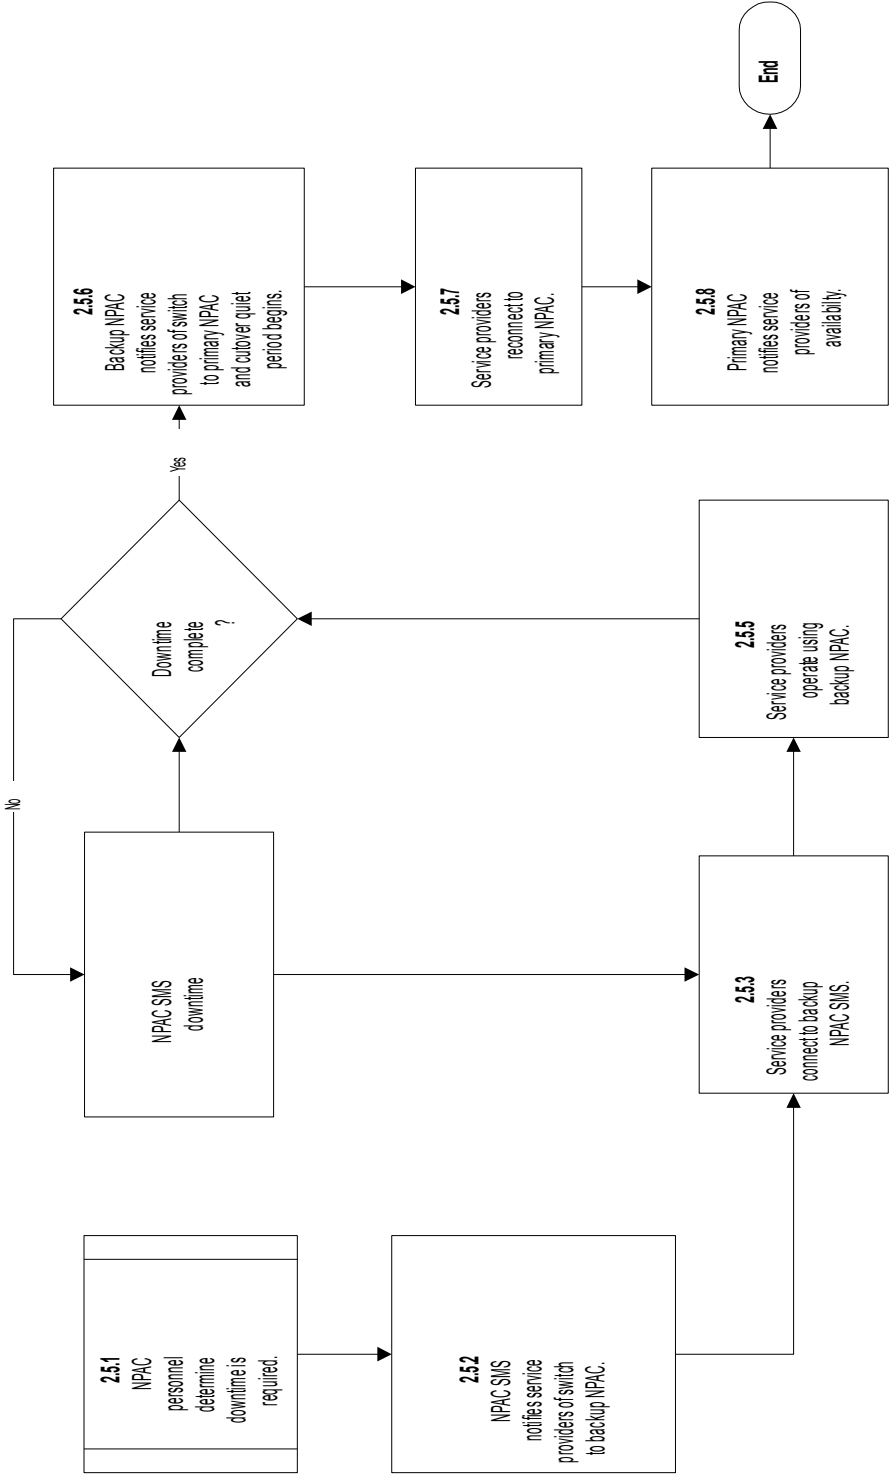 2.5.1
NPAC
personnel
determine
downtime is
required.
2.5.2
NPAC SMS
notifies service
providers of switch
to backup NPAC.
NPAC SMS
downtime
2.5.3
Service providers
connect to backup
NPAC SMS.
No
Downtime
complete
?
2.5.5
Service providers
operate using
backup NPAC.
Yes
2.5.6
Backup NPAC
notifies service
providers of switch
to primary NPAC
and cutover quiet
period begins.
2.5.7
Service providers
reconnect to
primary NPAC.
2.5.8
Primary NPAC
notifies service
providers of
availability.
End